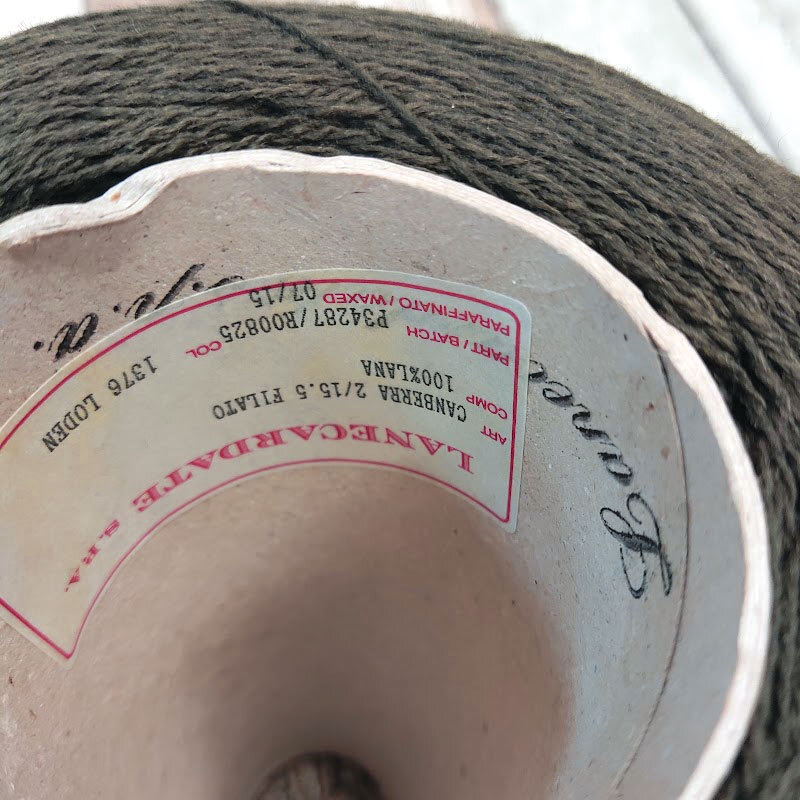 LANECARDATE S.P.A.
ART CANBERRA 2/15.5 FILATO
COMP 100%LANA
COL 1376 LODEN
PART / BATCH P34287/R00825
PARAFFINATO / WAXED 07/15